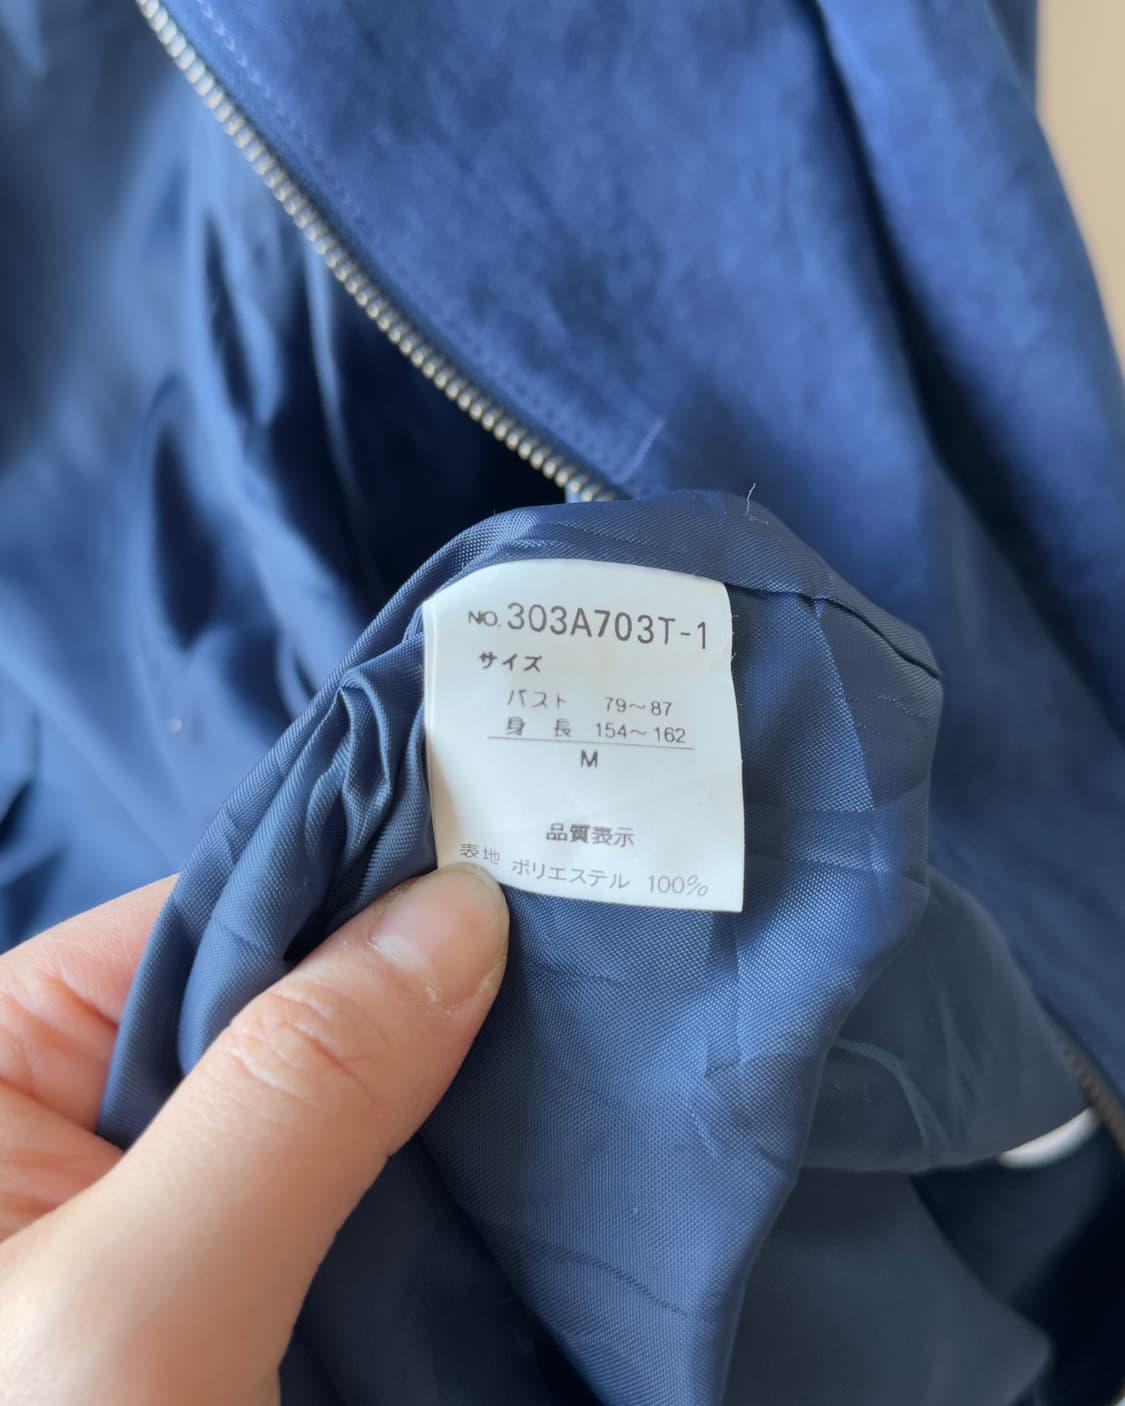 NO. 303A703T-1
サイズ
バスト 79～87
身長 154～162
M
品質表示
表地 ポリエステル 100%